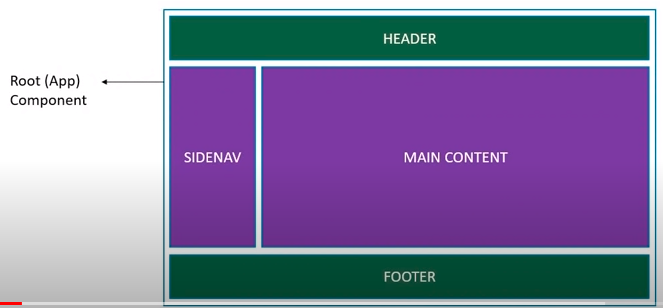 HEADER
Root (App)
Component
SIDENAV
MAIN CONTENT
FOOTER